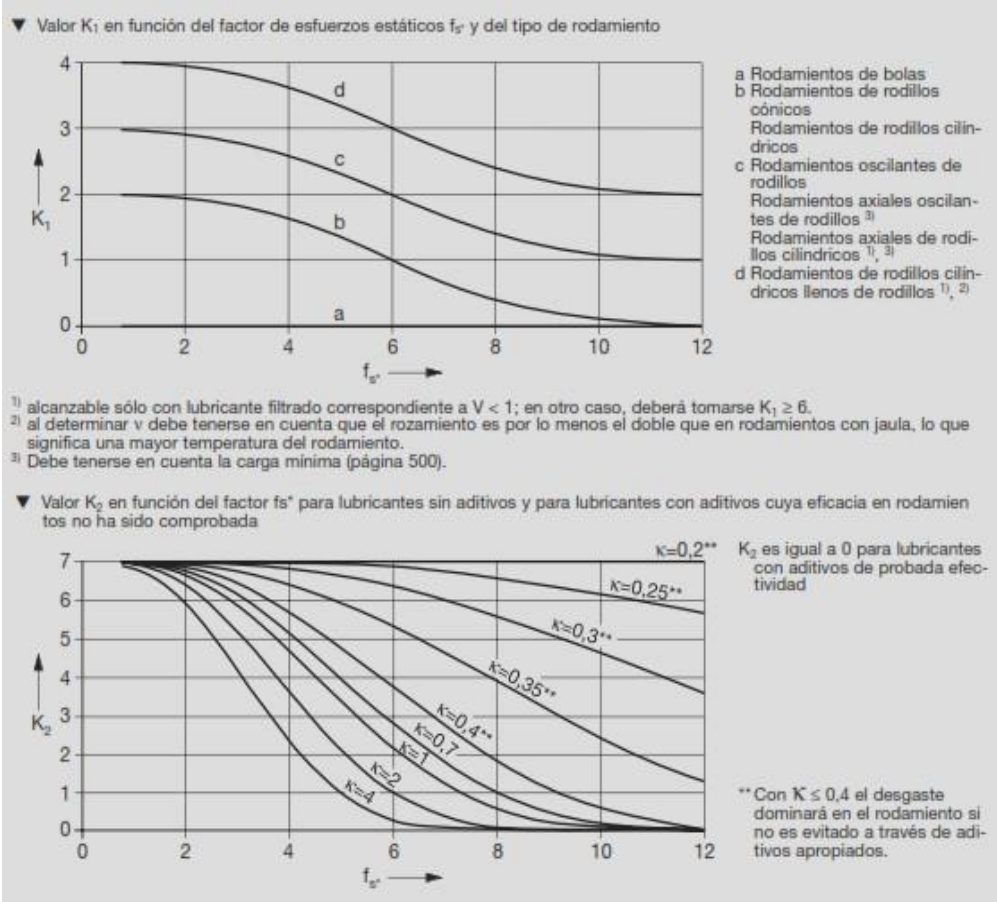 ▼ Valor K₁ en función del factor de esfuerzos estáticos fₛ* y del tipo de rodamiento
4
3
2
1
0
K₁
d
c
b
a
0 2 4 6 8 10 12
fₛ*
a Rodamientos de bolas
b Rodamientos de rodillos
cónicos
Rodamientos de rodillos cilín-
dricos
c Rodamientos oscilantes de
rodillos
Rodamientos axiales oscilan-
tes de rodillos ³⁾
Rodamientos axiales de rodi-
llos cilíndricos ¹⁾, ³⁾
d Rodamientos de rodillos cilín-
dricos llenos de rodillos ¹⁾, ²⁾
¹⁾ alcanzable sólo con lubricante filtrado correspondiente a V < 1; en otro caso, deberá tomarse K₁ ≥ 6.
²⁾ al determinar ν debe tenerse en cuenta que el rozamiento es por lo menos el doble que en rodamientos con jaula, lo que
significa una mayor temperatura del rodamiento.
³⁾ Debe tenerse en cuenta la carga mínima (página 500).
▼ Valor K₂ en función del factor fs* para lubricantes sin aditivos y para lubricantes con aditivos cuya eficacia en rodamien
tos no ha sido comprobada
7
6
5
4
3
2
1
0
K₂
κ=0,2**
κ=0,25**
κ=0,3**
κ=0,35**
κ=0,4**
κ=0,7
κ=1
κ=2
κ=4
0 2 4 6 8 10 12
fₛ*
K₂ es igual a 0 para lubricantes
con aditivos de probada efec-
tividad
**Con K ≤ 0,4 el desgaste
dominará en el rodamiento si
no es evitado a través de adi-
tivos apropiados.